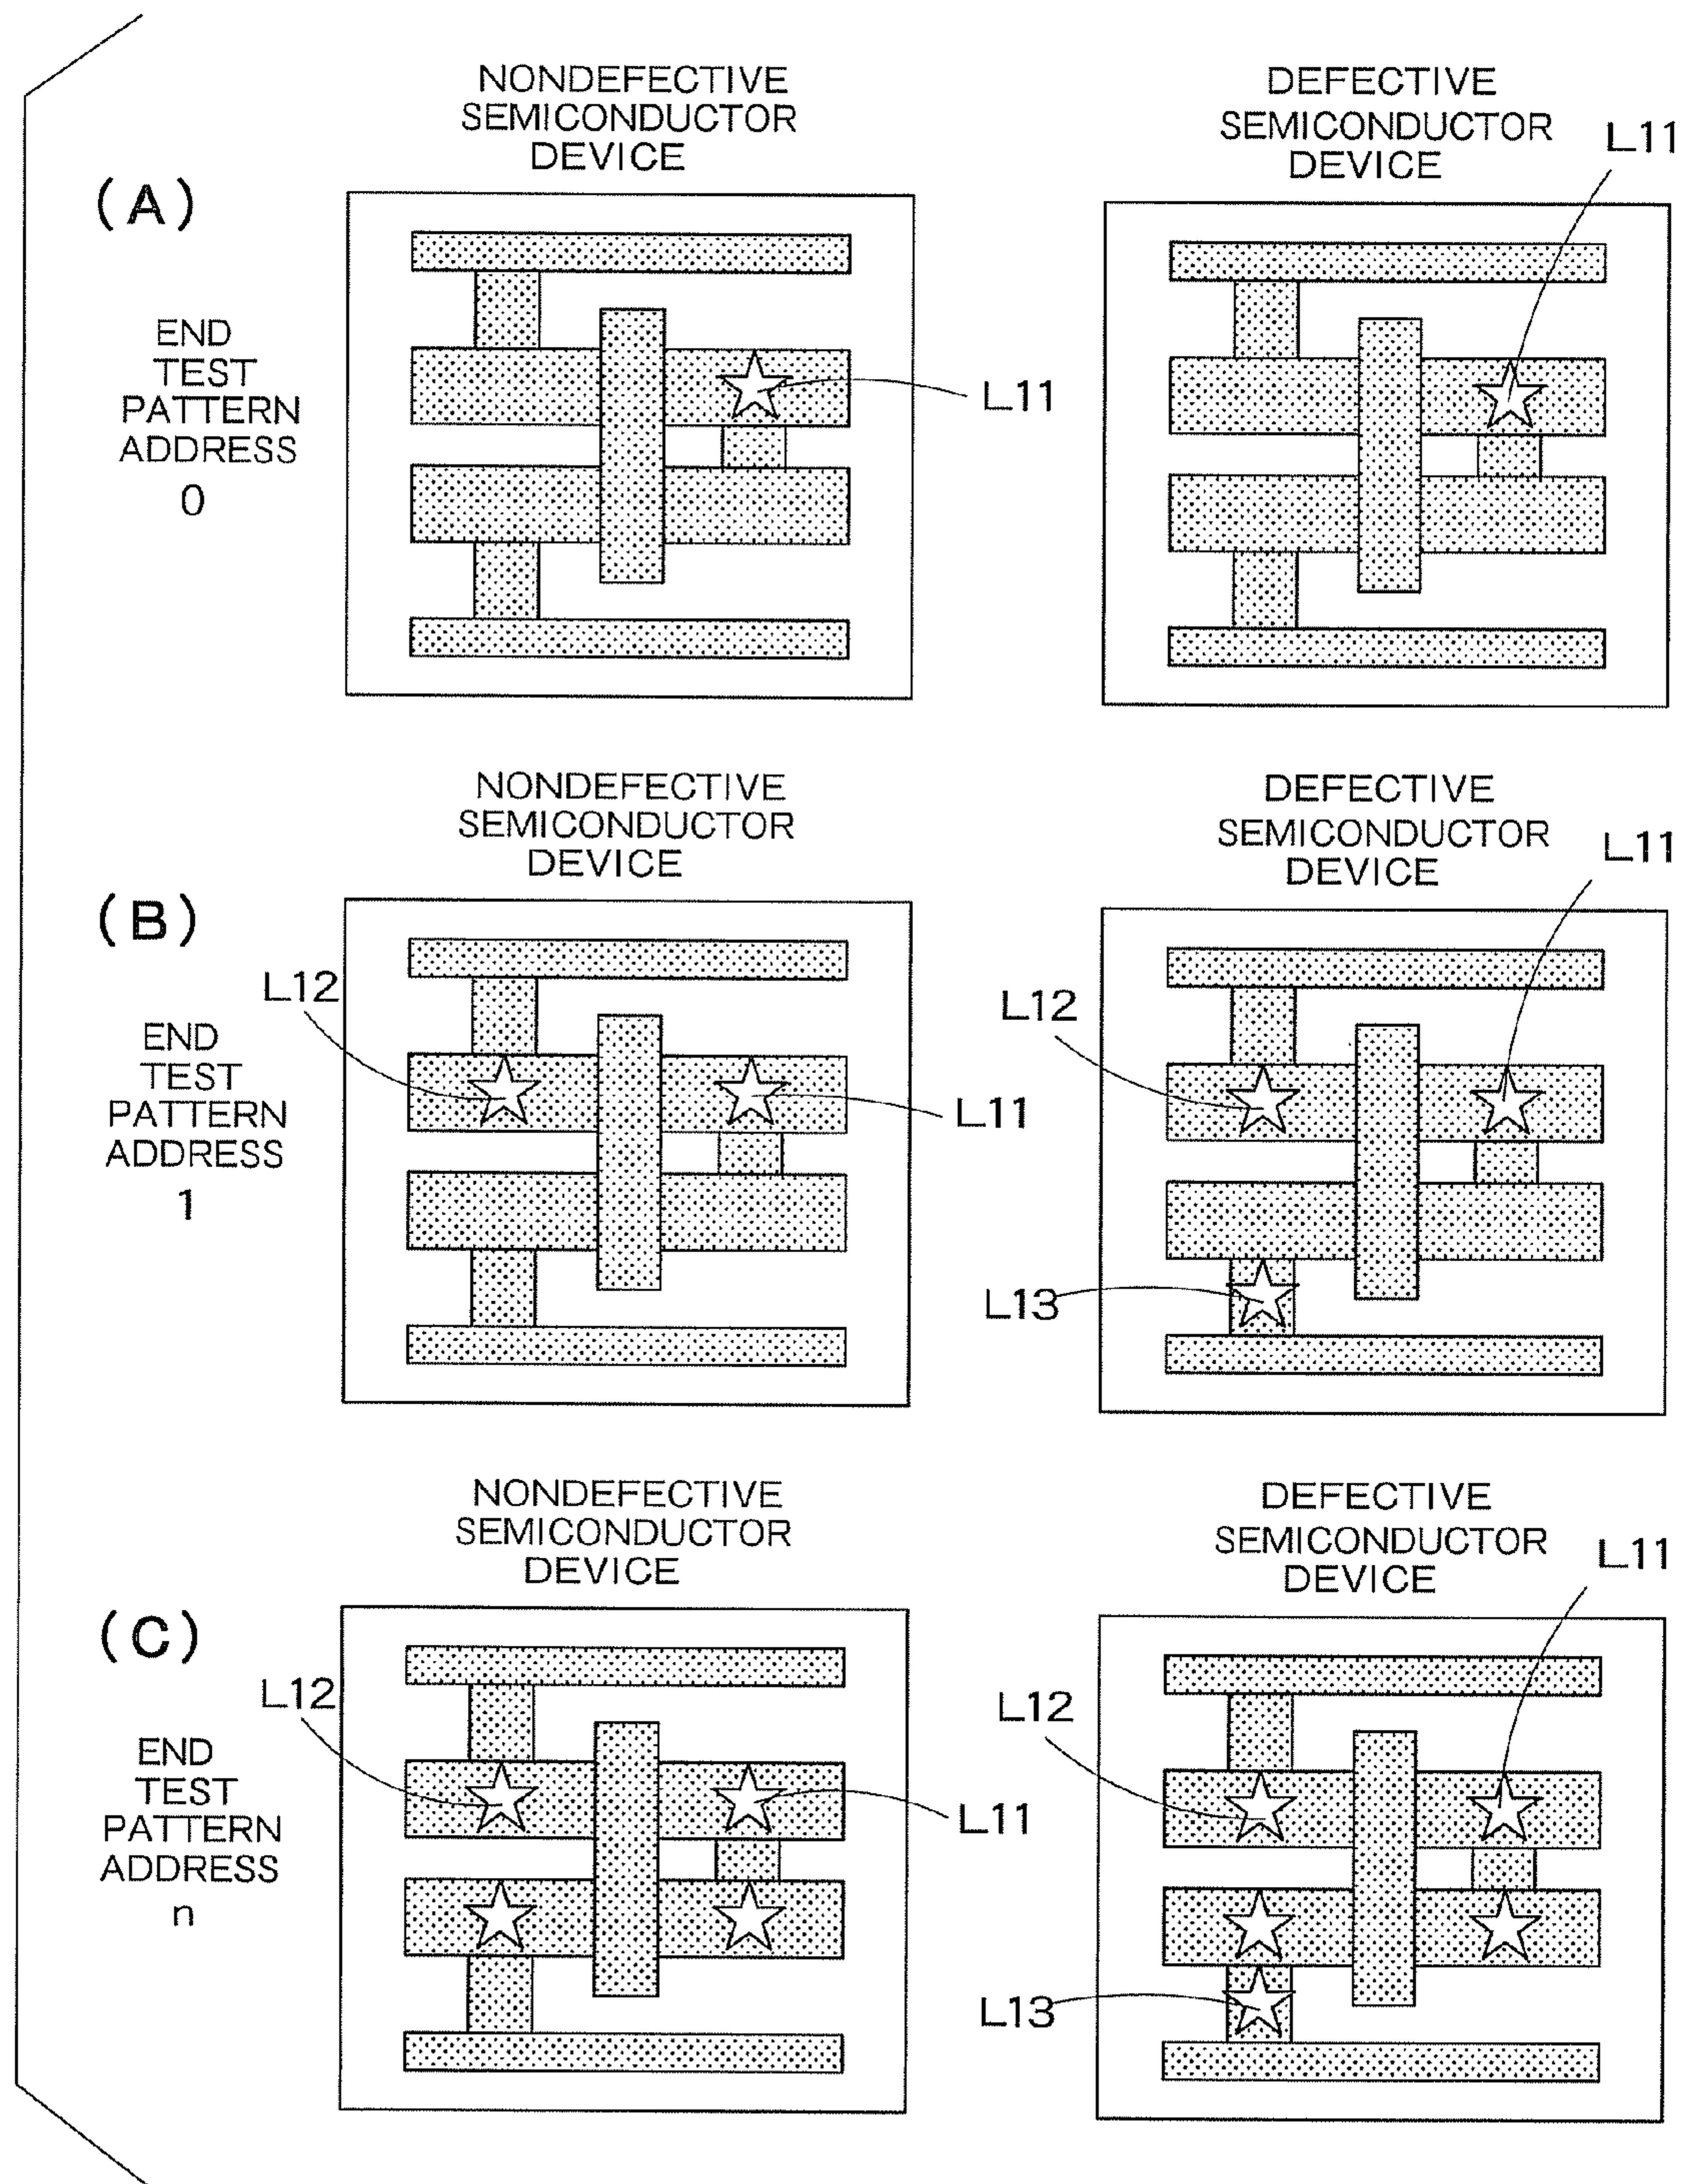 NONDEFECTIVE
SEMICONDUCTOR
DEVICE
DEFECTIVE
SEMICONDUCTOR
DEVICE
L11
(A)
END
TEST
PATTERN
ADDRESS
0
L11
NONDEFECTIVE
SEMICONDUCTOR
DEVICE
DEFECTIVE
SEMICONDUCTOR
DEVICE
L11
(B)
L12
L12
END
TEST
PATTERN
ADDRESS
1
L11
L13
NONDEFECTIVE
SEMICONDUCTOR
DEVICE
DEFECTIVE
SEMICONDUCTOR
DEVICE
L11
(C)
L12
L12
END
TEST
PATTERN
ADDRESS
n
L11
L13